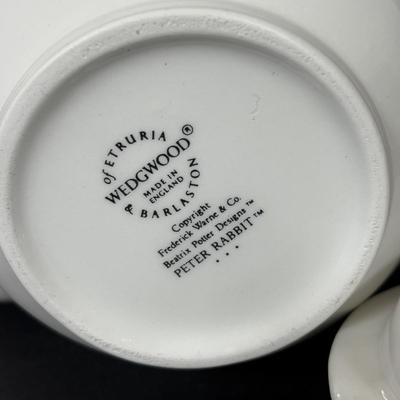 of ETRURIA
WEDGWOOD®
MADE IN
ENGLAND
& BARLASTON
Copyright
Frederick Warne & Co.
Beatrix Potter Designs™
PETER RABBIT™